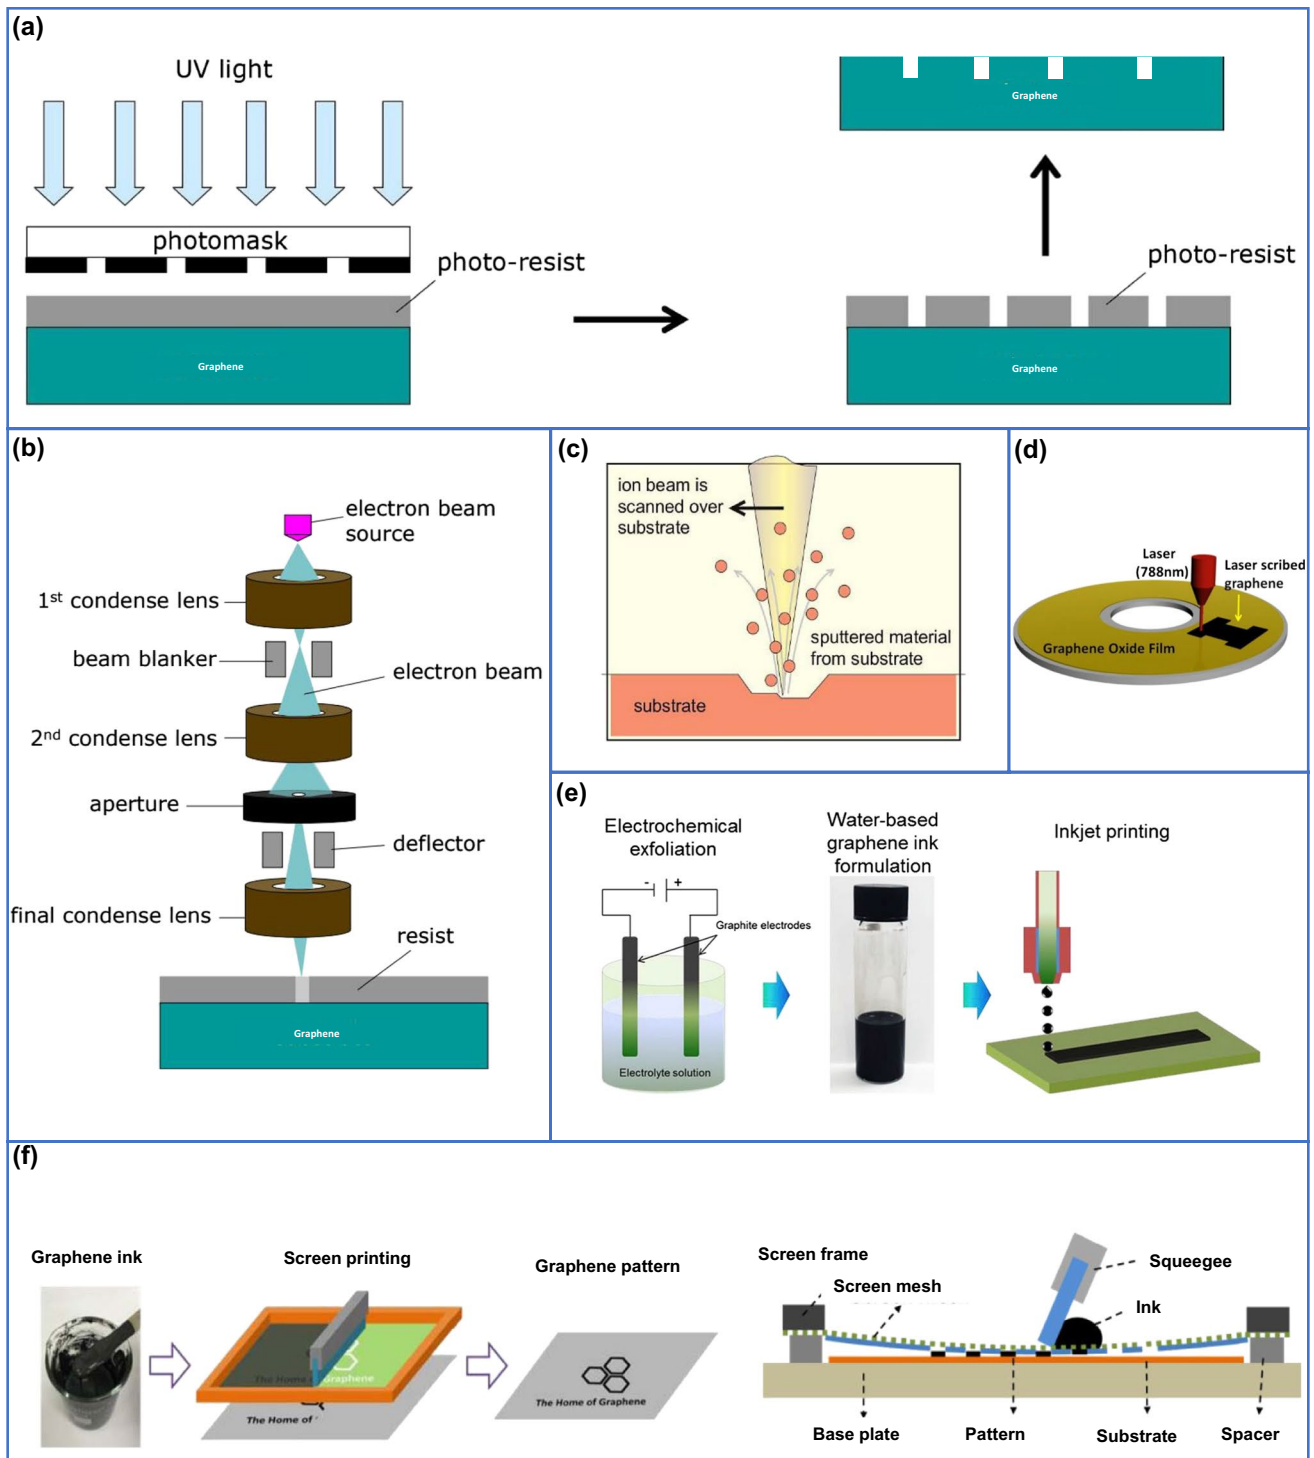 (a)
UV light
photomask
photo-resist
Graphene
Graphene
photo-resist
Graphene
(b)
electron beam
source
1st condense lens
beam blanker
electron beam
2nd condense lens
aperture
deflector
final condense lens
resist
Graphene
(c)
ion beam is
scanned over
substrate
sputtered material
from substrate
substrate
(d)
Laser
(788nm)
Laser scribed
graphene
Graphene Oxide Film
(e)
Electrochemical
exfoliation
- +
Graphite electrodes
Electrolyte solution
Water-based
graphene ink
formulation
Inkjet printing
(f)
Graphene ink
Screen printing
The Home of Graphene
The Home of
Graphene pattern
The Home of Graphene
Screen frame
Screen mesh
Squeegee
Ink
Base plate
Pattern
Substrate
Spacer